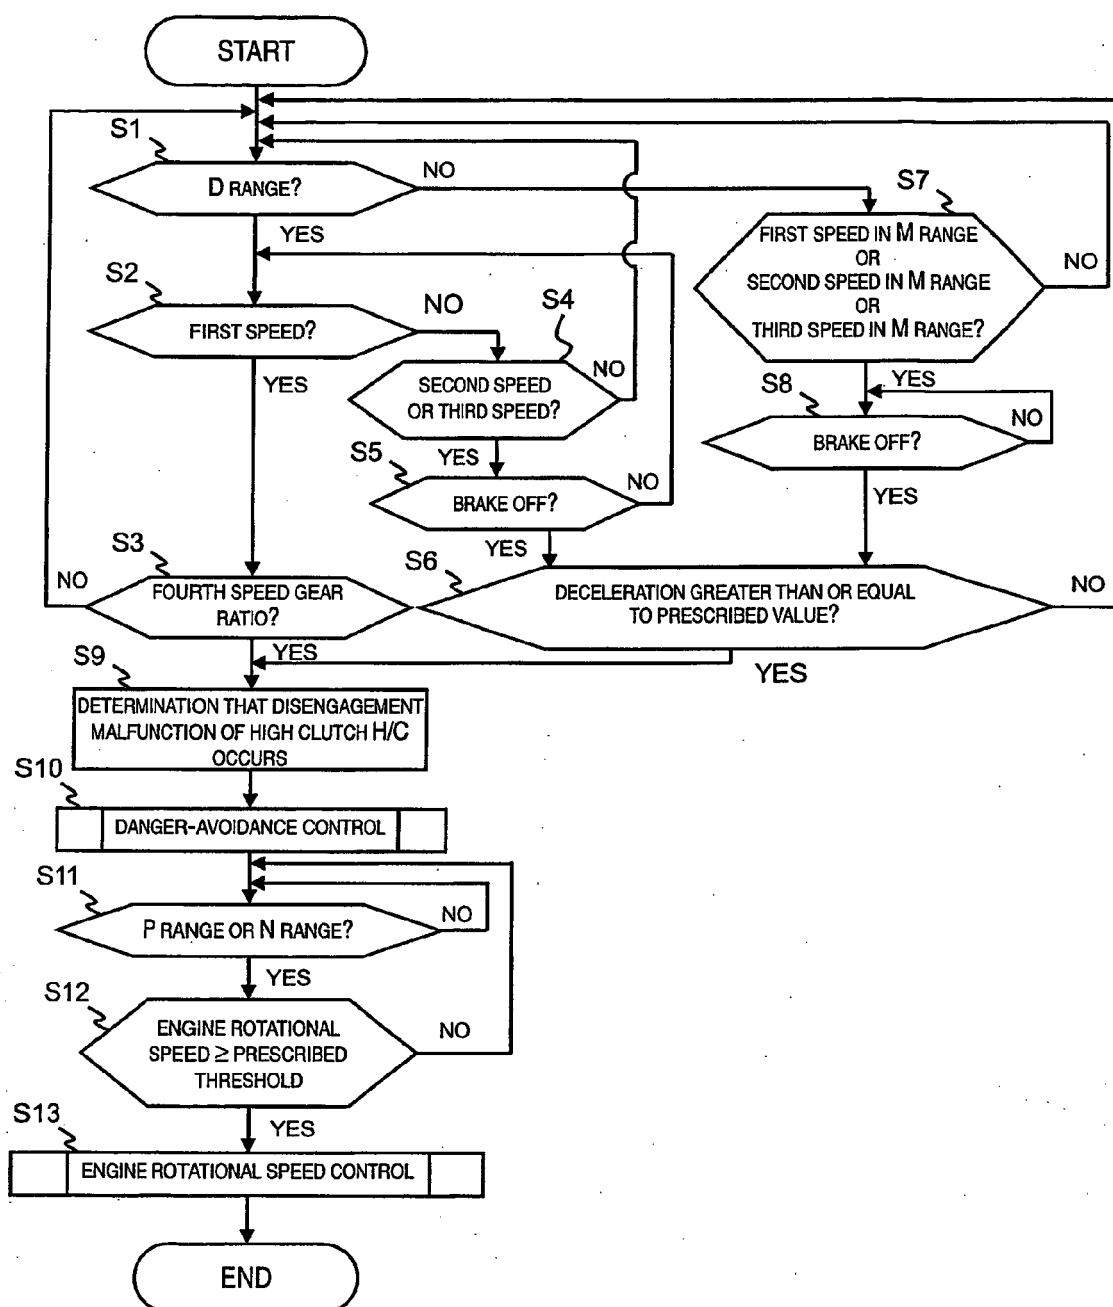 START
S1
D RANGE?
NO
YES
S7
FIRST SPEED IN M RANGE
OR
SECOND SPEED IN M RANGE
OR
THIRD SPEED IN M RANGE?
NO
YES
S2
FIRST SPEED?
NO
YES
S4
SECOND SPEED
OR THIRD SPEED?
NO
YES
S8
BRAKE OFF?
NO
YES
S5
BRAKE OFF?
NO
YES
S3
FOURTH SPEED GEAR
RATIO?
NO
YES
S6
DECELERATION GREATER THAN OR EQUAL
TO PRESCRIBED VALUE?
NO
YES
S9
DETERMINATION THAT DISENGAGEMENT
MALFUNCTION OF HIGH CLUTCH H/C
OCCURS
S10
DANGER-AVOIDANCE CONTROL
S11
P RANGE OR N RANGE?
NO
YES
S12
ENGINE ROTATIONAL
SPEED ≥ PRESCRIBED
THRESHOLD
NO
YES
S13
ENGINE ROTATIONAL SPEED CONTROL
END